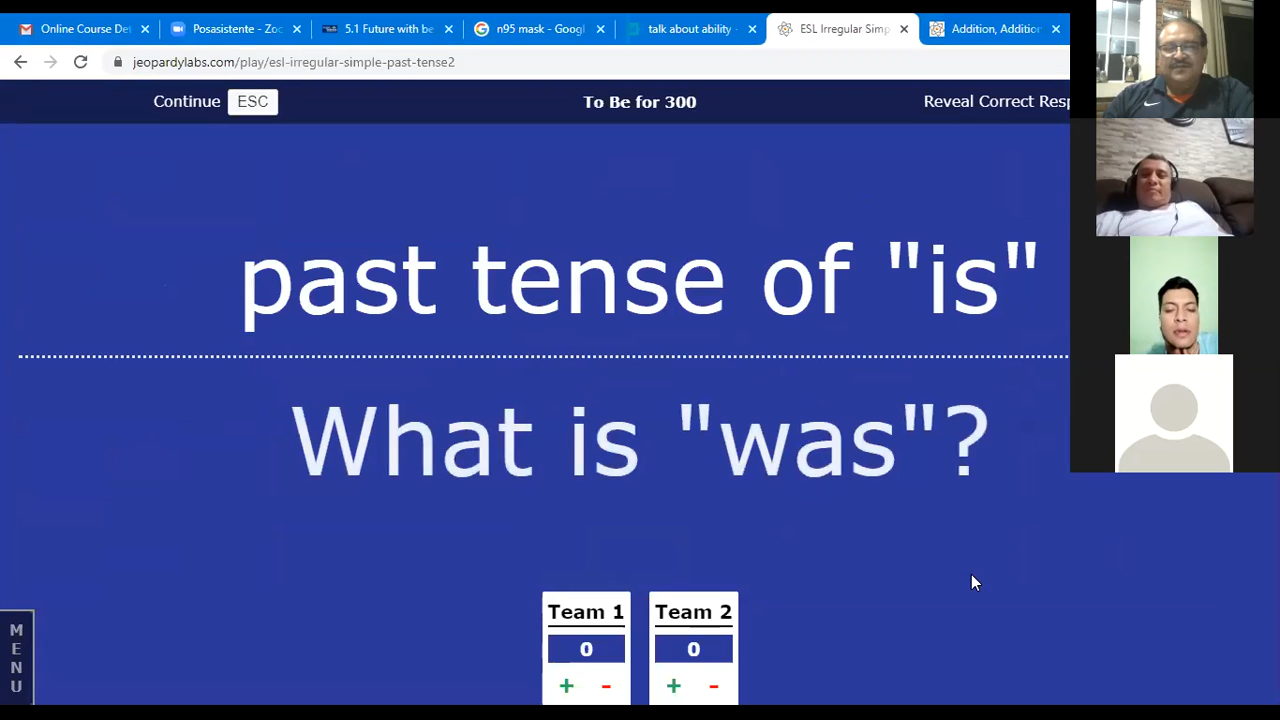 Online Course Det
Posasistente - Zoo
5.1 Future with be
n95 mask - Googl
talk about ability -
ESL Irregular Simp
Addition, Addition
jeopardylabs.com/play/esl-irregular-simple-past-tense2
Continue ESC
To Be for 300
Reveal Correct Resp
past tense of "is"
What is "was"?
Team 1
0
+ -
Team 2
0
+ -
MENU